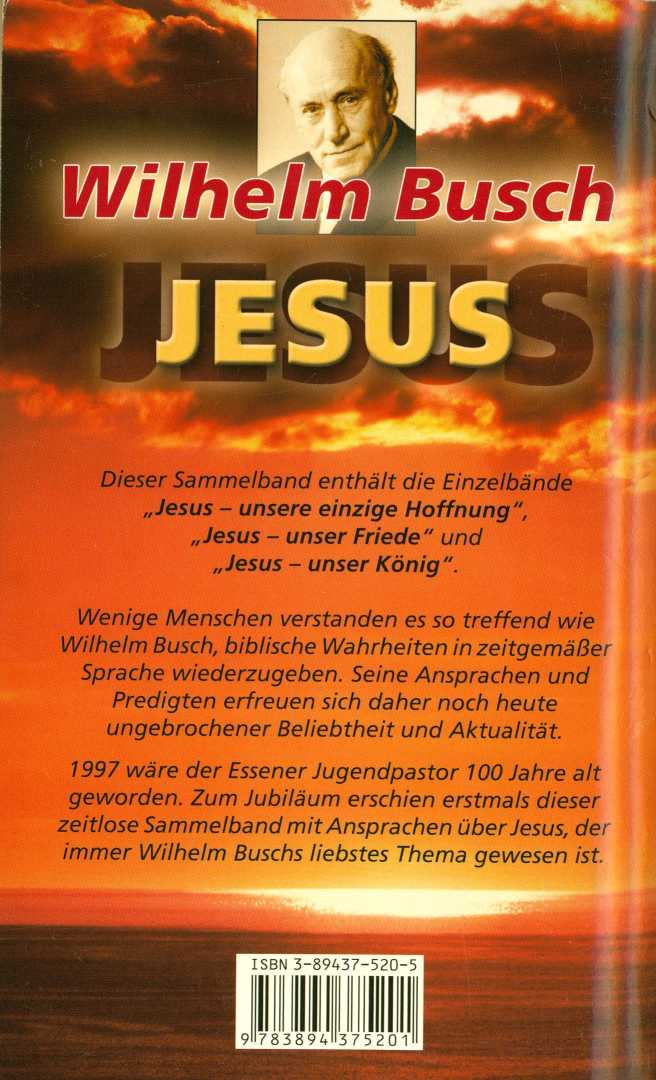 Wilhelm Busch
JESUS
Dieser Sammelband enthält die Einzelbände
„Jesus – unsere einzige Hoffnung“,
„Jesus – unser Friede“ und
„Jesus – unser König“.
Wenige Menschen verstanden es so treffend wie
Wilhelm Busch, biblische Wahrheiten in zeitgemäßer
Sprache wiederzugeben. Seine Ansprachen und
Predigten erfreuen sich daher noch heute
ungebrochener Beliebtheit und Aktualität.
1997 wäre der Essener Jugendpastor 100 Jahre alt
geworden. Zum Jubiläum erschien erstmals dieser
zeitlose Sammelband mit Ansprachen über Jesus, der
immer Wilhelm Buschs liebstes Thema gewesen ist.
ISBN 3-89437-520-5
9 783894 375201